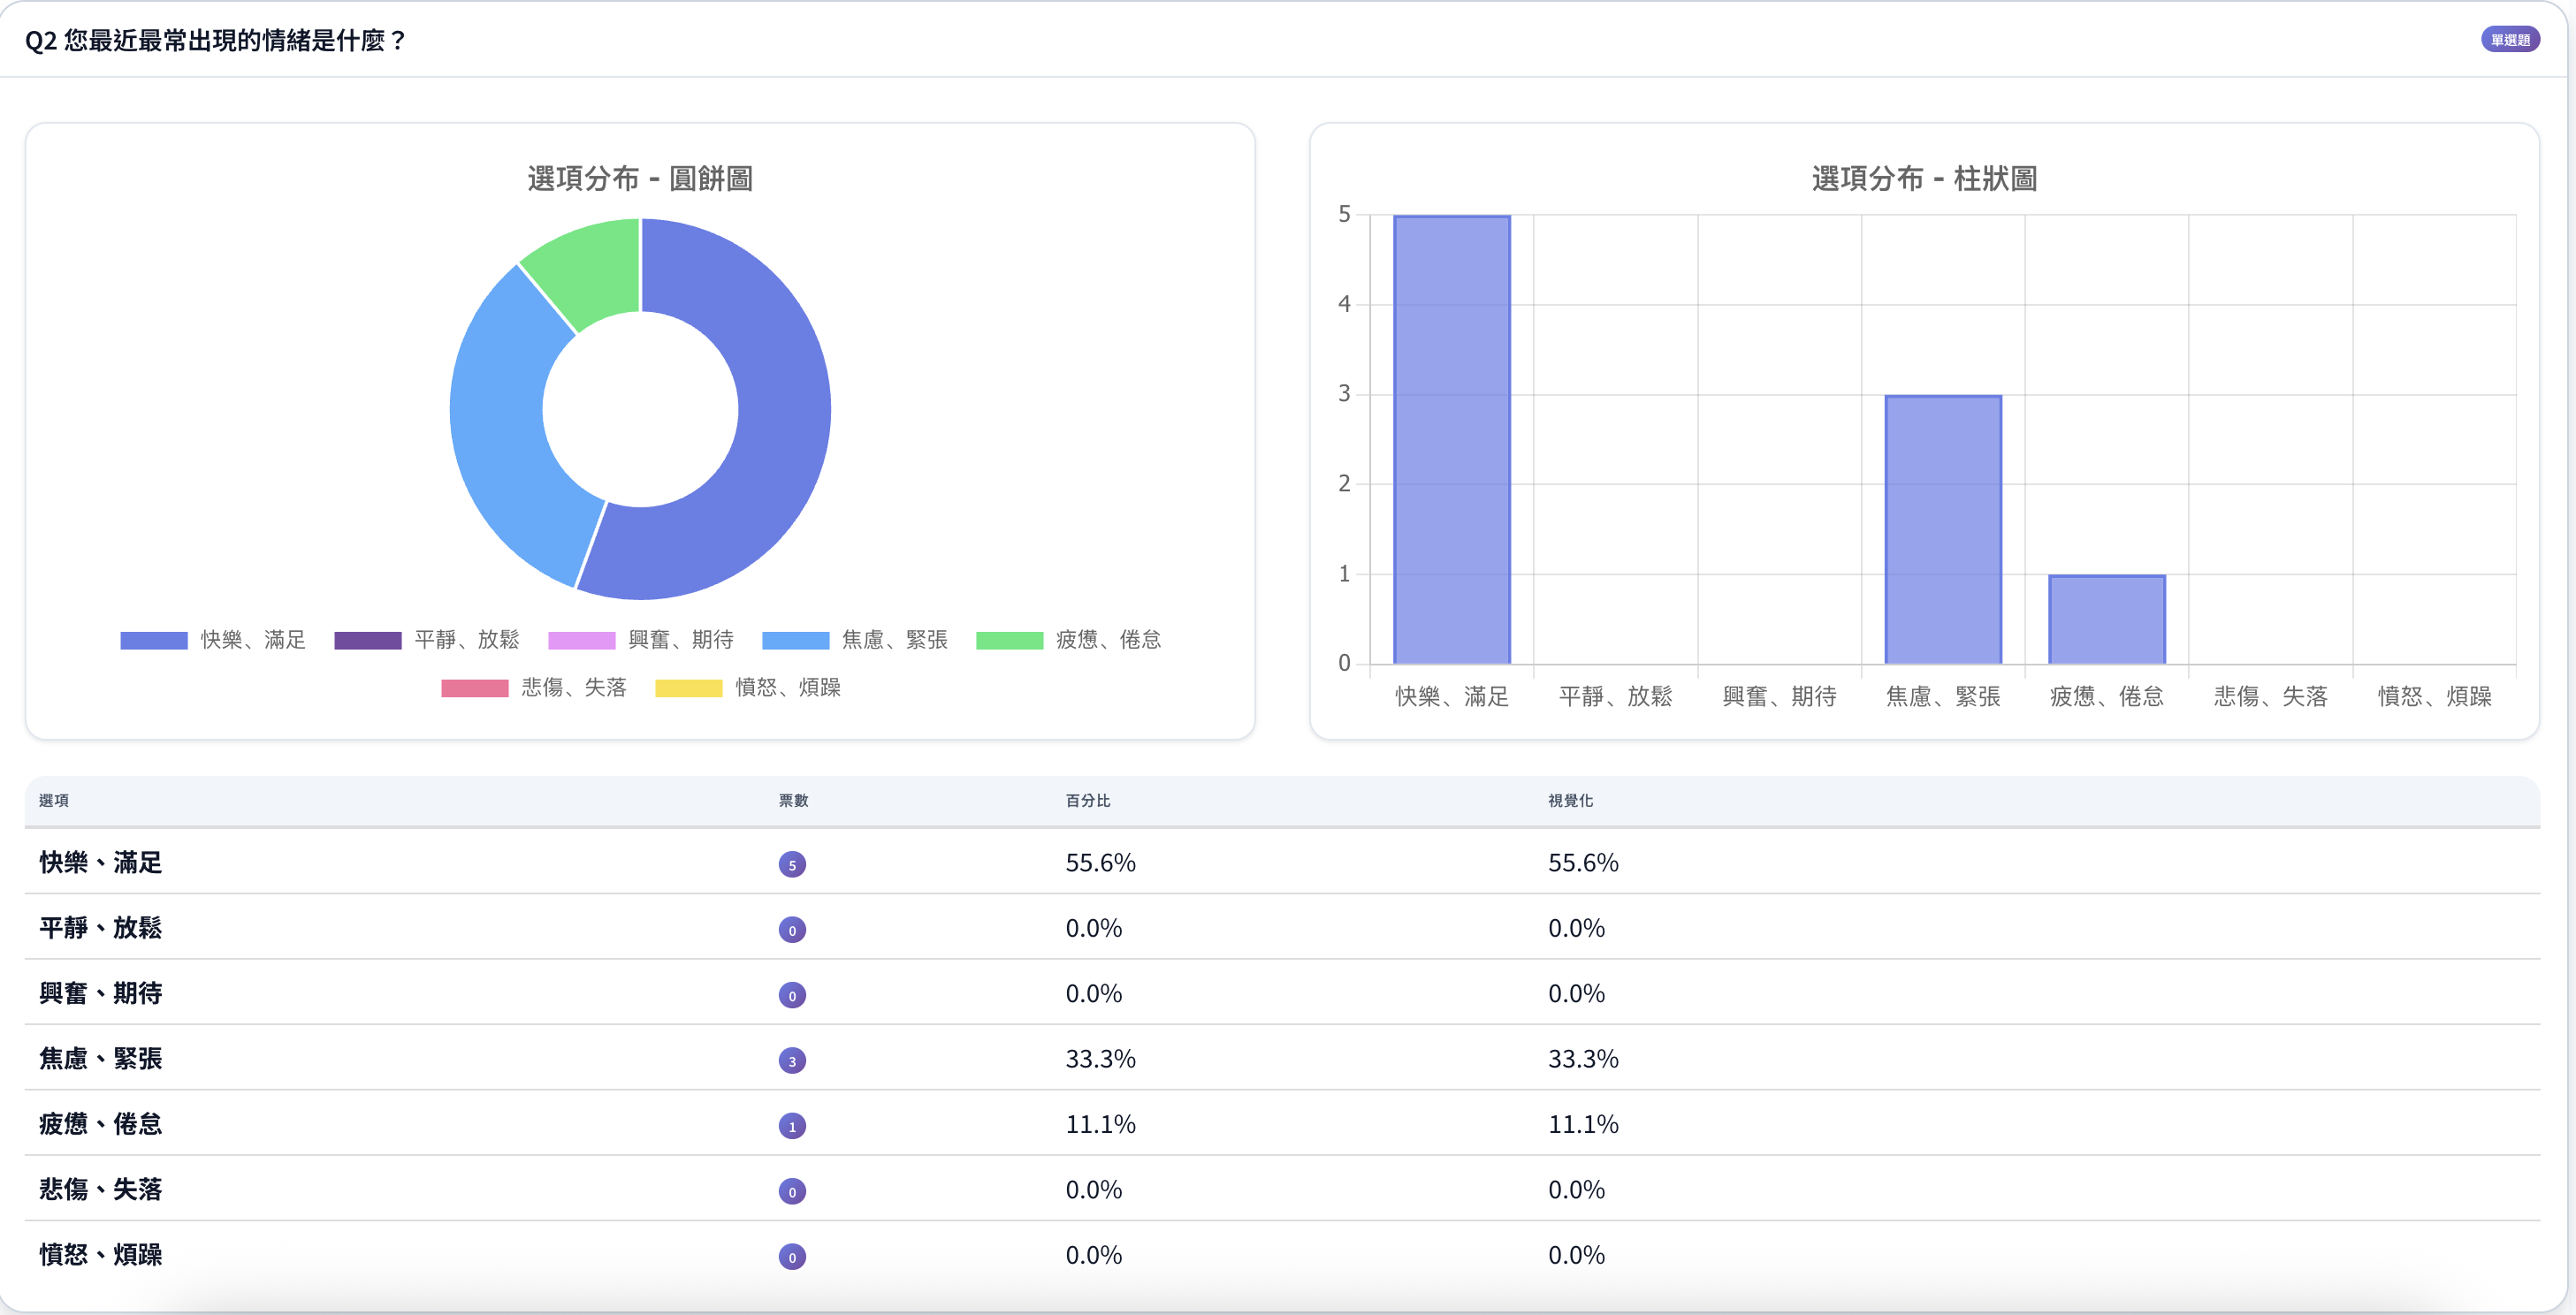 Q2 您最近最常出現的情緒是什麼？
單選題
選項分布 - 圓餅圖
快樂、滿足 平靜、放鬆 興奮、期待 焦慮、緊張 疲憊、倦怠
悲傷、失落 憤怒、煩躁
選項分布 - 柱狀圖
5
4
3
2
1
0
快樂、滿足 平靜、放鬆 興奮、期待 焦慮、緊張 疲憊、倦怠 悲傷、失落 憤怒、煩躁
選項 票數 百分比 視覺化
快樂、滿足 5 55.6% 55.6%
平靜、放鬆 0 0.0% 0.0%
興奮、期待 0 0.0% 0.0%
焦慮、緊張 3 33.3% 33.3%
疲憊、倦怠 1 11.1% 11.1%
悲傷、失落 0 0.0% 0.0%
憤怒、煩躁 0 0.0% 0.0%